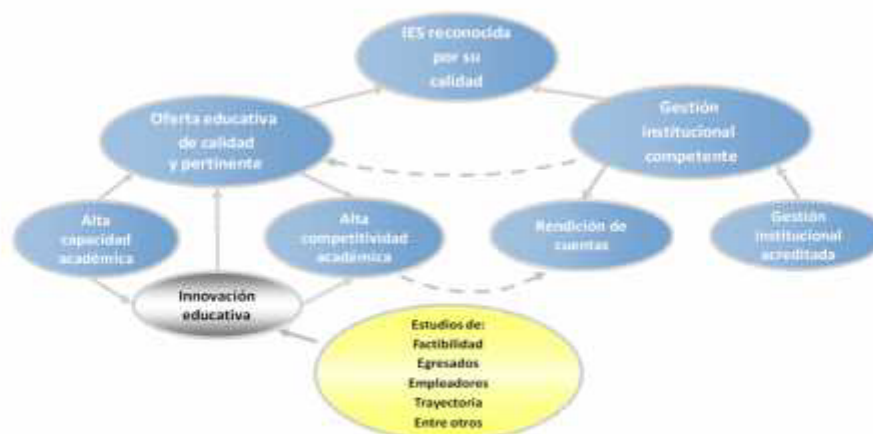 IES reconocida
por su
calidad
Oferta educativa
de calidad
y pertinente
Gestión
institucional
competente
Alta
capacidad
académica
Alta
competitividad
académica
Rendición de
cuentas
Gestión
institucional
acreditada
Innovación
educativa
Estudios de:
Factibilidad
Egresados
Empleadores
Trayectoria
Entre otros